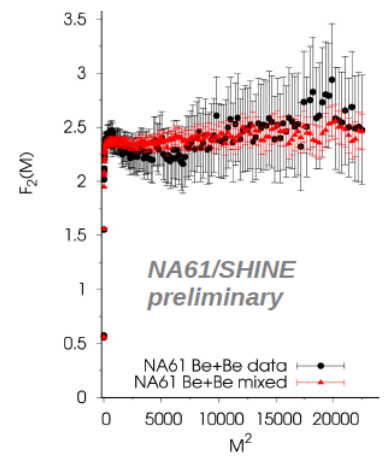 3.5
3
2.5
2
1.5
1
0.5
0
F2(M)
NA61/SHINE
preliminary
NA61 Be+Be data
NA61 Be+Be mixed
0 5000 10000 15000 20000
M²